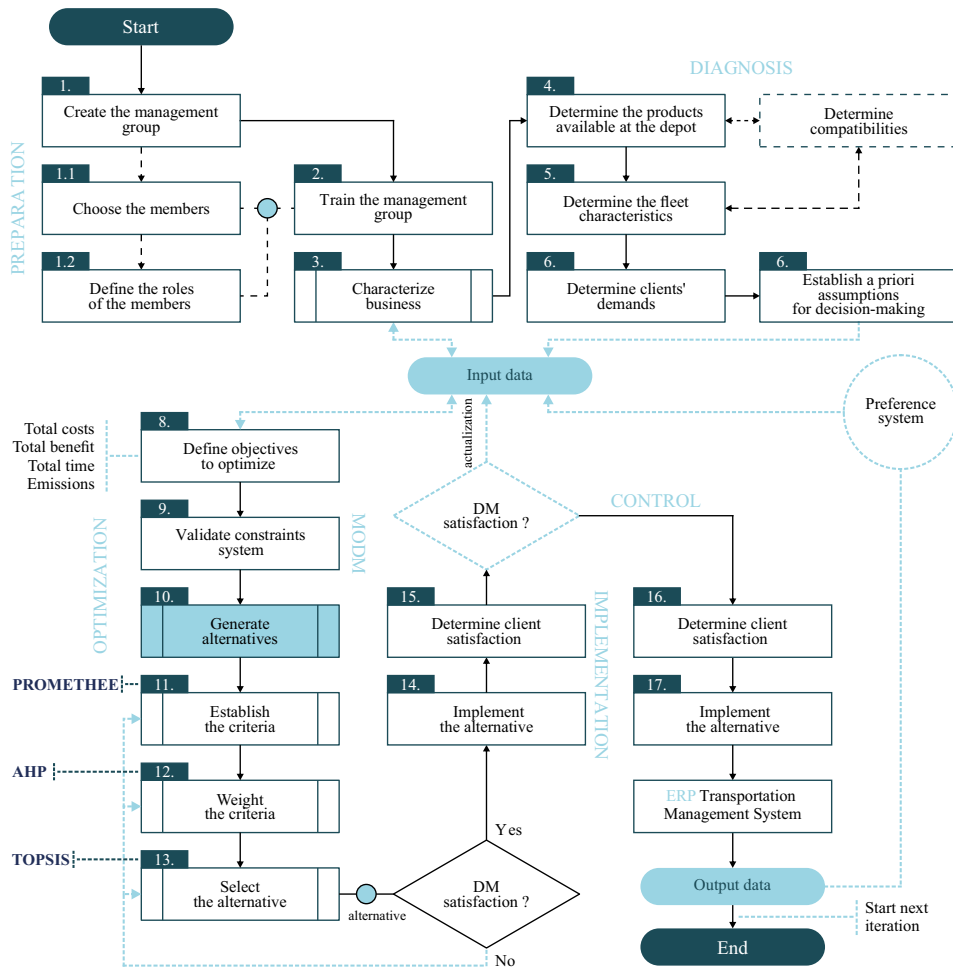 Start
PREPARATION
1.
Create the management
group
1.1
Choose the members
1.2
Define the roles
of the members
2.
Train the management
group
3.
Characterize
business
DIAGNOSIS
4.
Determine the products
available at the depot
Determine
compatibilities
5.
Determine the fleet
characteristics
6.
Determine clients'
demands
6.
Establish a priori
assumptions
for decision-making
Input data
Preference
system
actualization
Total costs
Total benefit
Total time
Emissions
8.
Define objectives
to optimize
9.
Validate constraints
system
OPTIMIZATION
MODM
10.
Generate
alternatives
PROMETHEE
11.
Establish
the criteria
AHP
12.
Weight
the criteria
TOPSIS
13.
Select
the alternative
alternative
DM
satisfaction ?
Yes
No
14.
Implement
the alternative
15.
Determine client
satisfaction
IMPLEMENTATION
DM
satisfaction ?
CONTROL
16.
Determine client
satisfaction
17.
Implement
the alternative
ERP Transportation
Management System
Output data
Start next
iteration
End